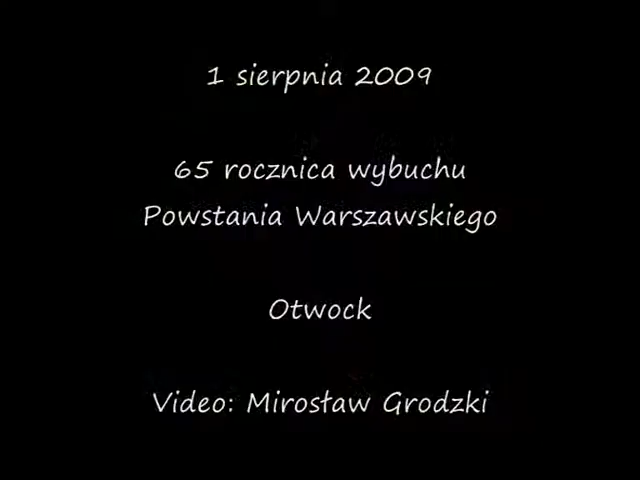 1 sierpnia 2009
65 rocznica wybuchu
Powstania Warszawskiego
Otwock
Video: Mirosław Grodzki